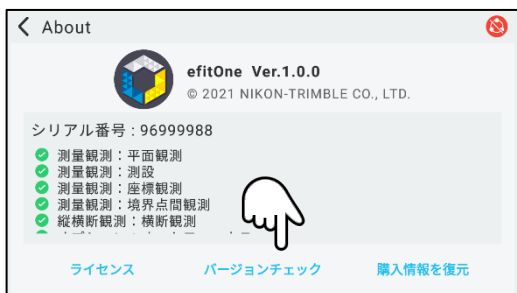 About
efitOne Ver.1.0.0
© 2021 NIKON-TRIMBLE CO., LTD.
シリアル番号 : 96999988
測量観測：平面観測
測量観測：測設
測量観測：座標観測
測量観測：境界点間観測
縦横断観測：横断観測
ライセンス
バージョンチェック
購入情報を復元